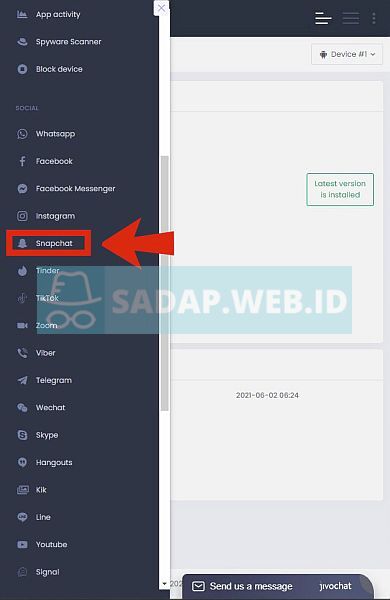 App activity
Spyware Scanner
Block device
Device #1
SOCIAL
Whatsapp
Facebook
Facebook Messenger
Latest version
is installed
Instagram
Snapchat
Tinder
TikTok
SADAP.WEB.ID
Zoom
Viber
Telegram
2021-06-02 06:24
Wechat
Skype
Hangouts
Kik
Line
Youtube
Signal
202
Send us a message
jivochat